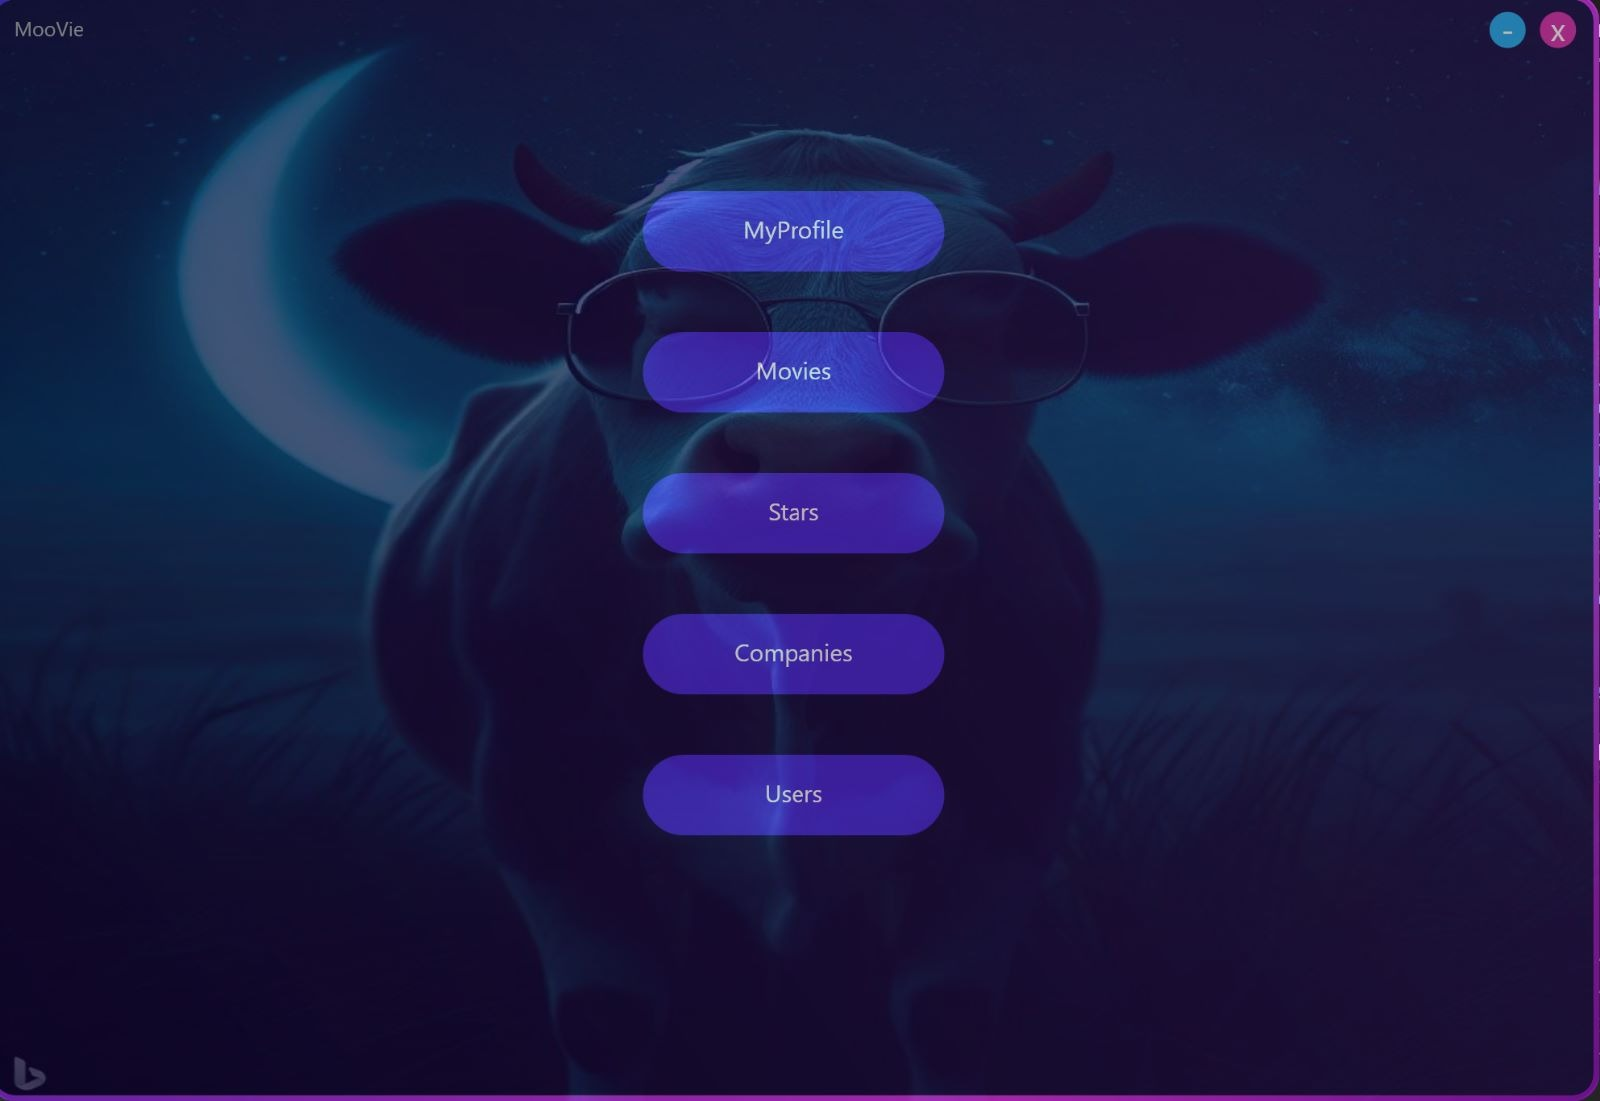 MooVie
-
X
MyProfile
Movies
Stars
Companies
Users